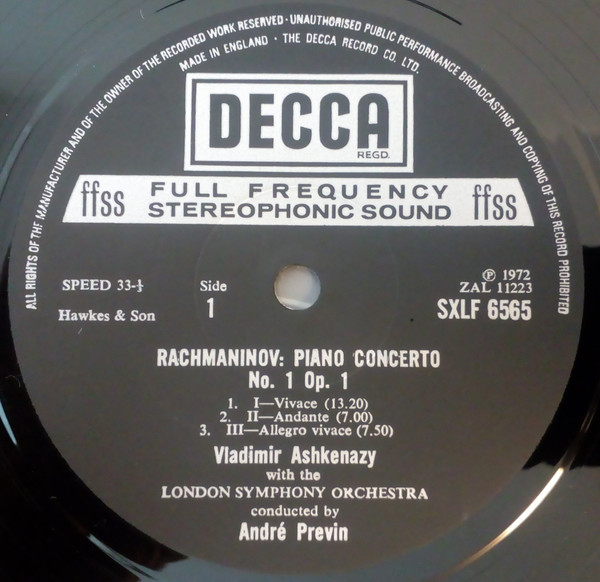 ALL RIGHTS OF THE MANUFACTURER AND OF THE OWNER OF THE RECORDED WORK RESERVED · UNAUTHORISED PUBLIC PERFORMANCE BROADCASTING AND COPYING OF THIS RECORD PROHIBITED
MADE IN ENGLAND · THE DECCA RECORD CO. LTD.
DECCA
REGD.
ffss FULL FREQUENCY ffss
STEREOPHONIC SOUND
SPEED 33-⅓ Side ℗ 1972
1 ZAL 11223
Hawkes & Son SXLF 6565
RACHMANINOV: PIANO CONCERTO
No. 1 Op. 1
1. I—Vivace (13.20)
2. II—Andante (7.00)
3. III—Allegro vivace (7.50)
Vladimir Ashkenazy
with the
LONDON SYMPHONY ORCHESTRA
conducted by
André Previn